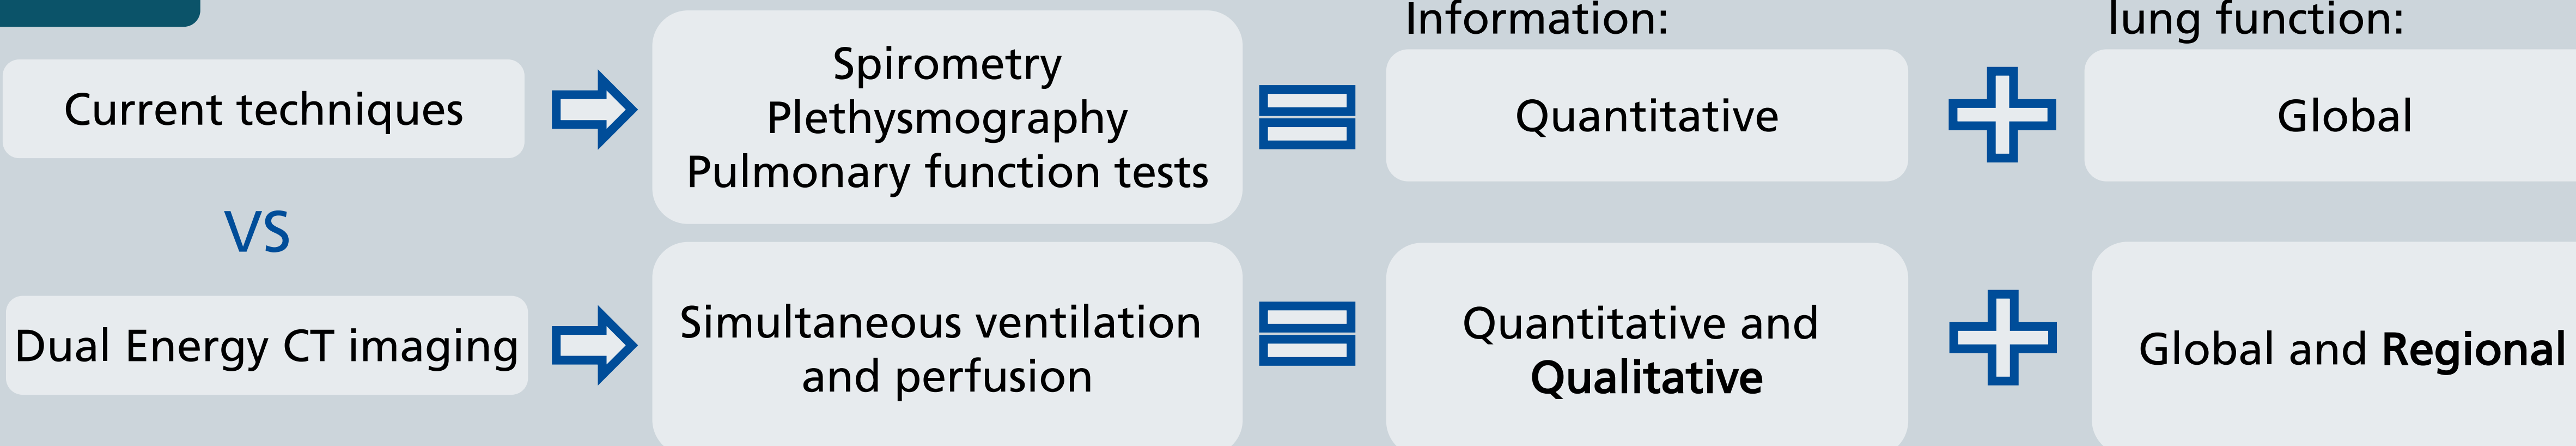 Information:
lung function:
Current techniques
Spirometry
Plethysmography
Pulmonary function tests
Quantitative
Global
VS
Dual Energy CT imaging
Simultaneous ventilation
and perfusion
Quantitative and
Qualitative
Global and Regional